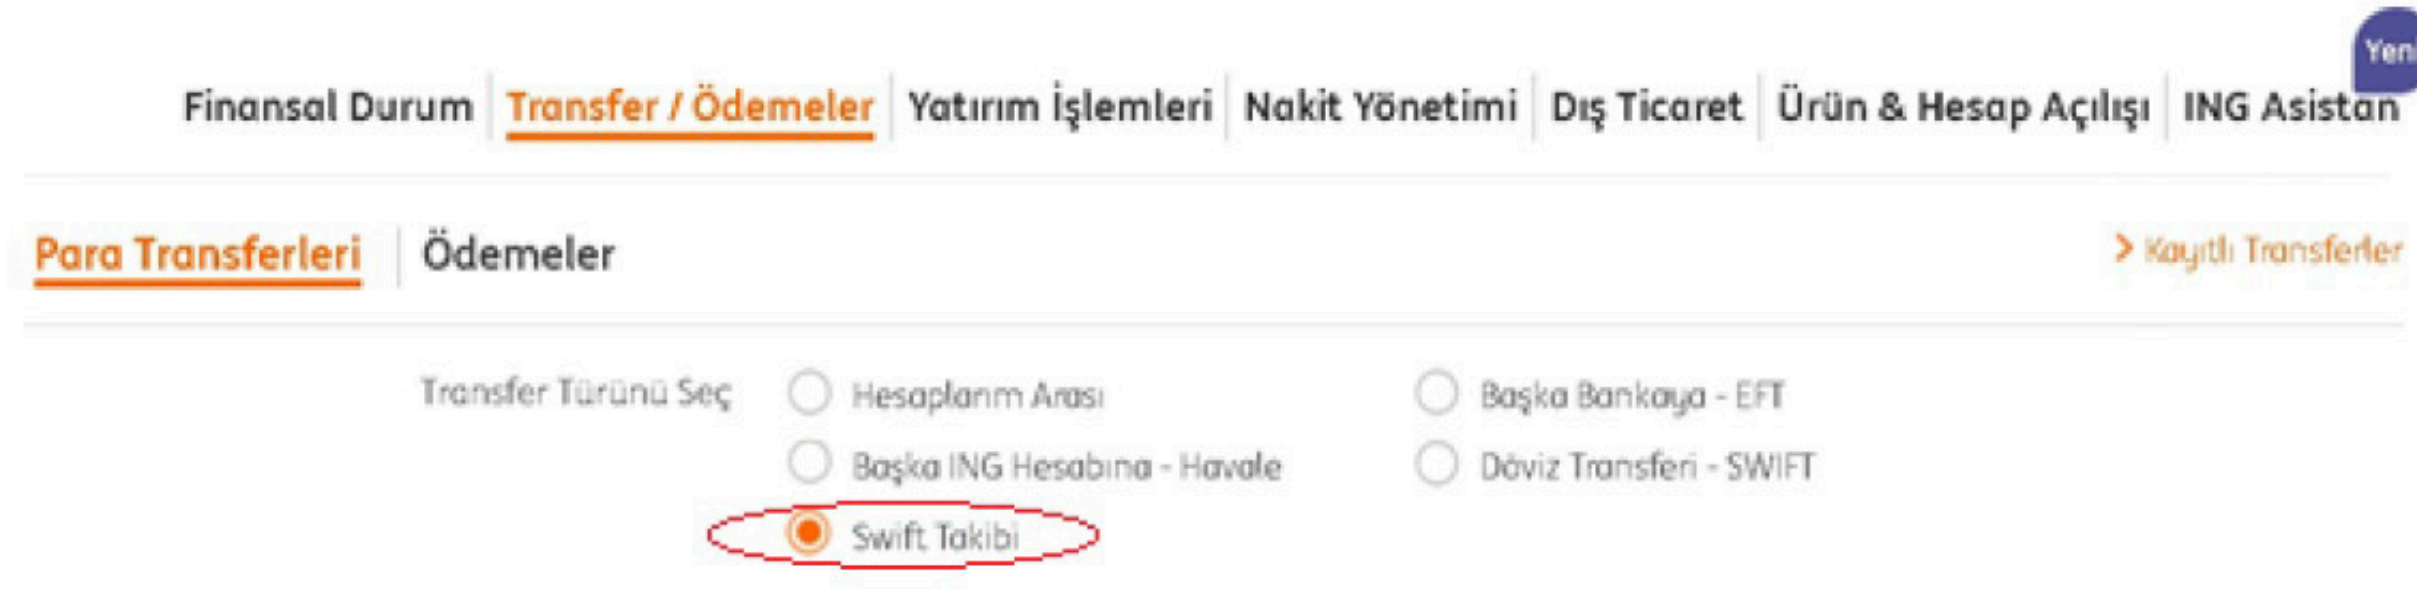 Yeni
Finansal Durum Transfer / Ödemeler Yatırım İşlemleri Nakit Yönetimi Dış Ticaret Ürün & Hesap Açılışı ING Asistan
Para Transferleri Ödemeler > Kayıtlı Transferler
Transfer Türünü Seç Hesaplarım Arası Başka Bankaya - EFT
Başka ING Hesabına - Havale Döviz Transferi - SWIFT
Swift Takibi